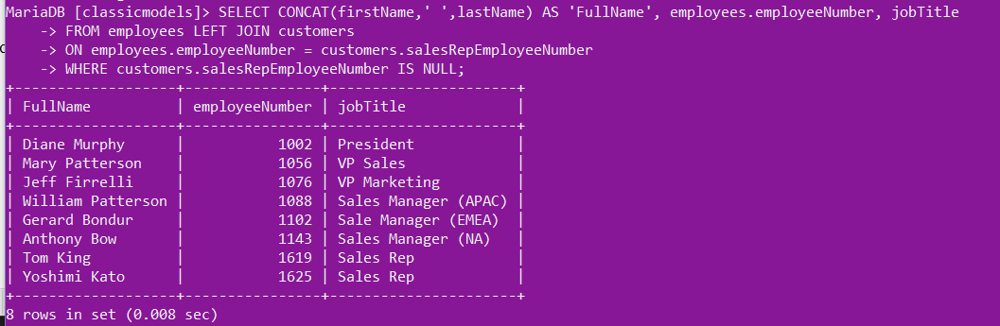 MariaDB [classicmodels]> SELECT CONCAT(firstName,' ',lastName) AS 'FullName', employees.employeeNumber, jobTitle
    -> FROM employees LEFT JOIN customers
    -> ON employees.employeeNumber = customers.salesRepEmployeeNumber
    -> WHERE customers.salesRepEmployeeNumber IS NULL;
+-------------------+----------------+----------------------+
| FullName          | employeeNumber | jobTitle             |
+-------------------+----------------+----------------------+
| Diane Murphy      |           1002 | President            |
| Mary Patterson    |           1056 | VP Sales             |
| Jeff Firrelli     |           1076 | VP Marketing         |
| William Patterson |           1088 | Sales Manager (APAC) |
| Gerard Bondur     |           1102 | Sale Manager (EMEA)  |
| Anthony Bow       |           1143 | Sales Manager (NA)   |
| Tom King          |           1619 | Sales Rep            |
| Yoshimi Kato      |           1625 | Sales Rep            |
+-------------------+----------------+----------------------+
8 rows in set (0.008 sec)